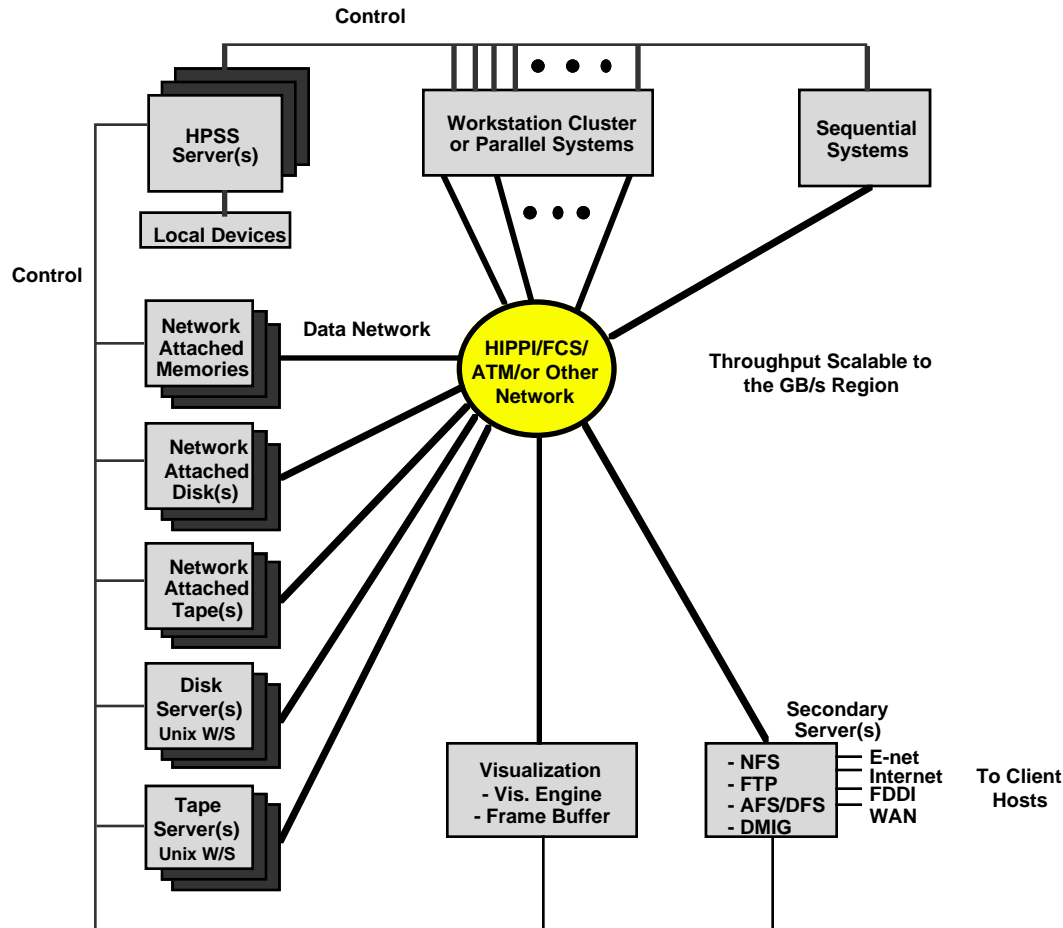 Control
HPSS
Server(s)
Workstation Cluster
or Parallel Systems
Sequential
Systems
Local Devices
Control
Network
Attached
Memories
Data Network
HIPPI/FCS/
ATM/or Other
Network
Throughput Scalable to
the GB/s Region
Network
Attached
Disk(s)
Network
Attached
Tape(s)
Disk
Server(s)
Unix W/S
Tape
Server(s)
Unix W/S
Visualization
- Vis. Engine
- Frame Buffer
Secondary
Server(s)
- NFS
- FTP
- AFS/DFS
- DMIG
E-net
Internet
FDDI
WAN
To Client
Hosts